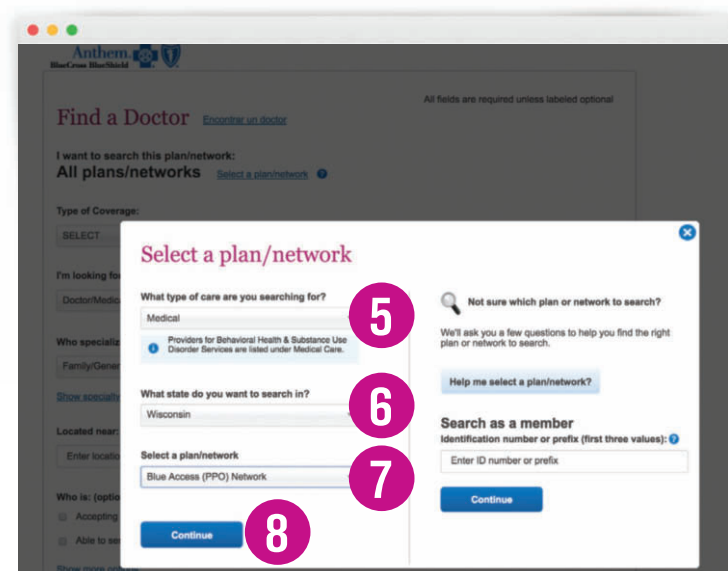 Anthem.
BlueCross BlueShield
All fields are required unless labeled optional
Find a Doctor Encontrar un doctor
I want to search this plan/network:
All plans/networks Select a plan/network ?
Type of Coverage:
SELECT
I'm looking for
Doctor/Medic
Who specializ
Family/Gener
Show specialty
Located near:
Enter locatio
Who is: (optio
Accepting
Able to se
Show more options
Select a plan/network
What type of care are you searching for?
Medical
5
Providers for Behavioral Health & Substance Use
Disorder Services are listed under Medical Care.
What state do you want to search in?
Wisconsin
6
Select a plan/network
Blue Access (PPO) Network
7
Continue
8
Not sure which plan or network to search?
We'll ask you a few questions to help you find the right
plan or network to search.
Help me select a plan/network?
Search as a member
Identification number or prefix (first three values): ?
Enter ID number or prefix
Continue